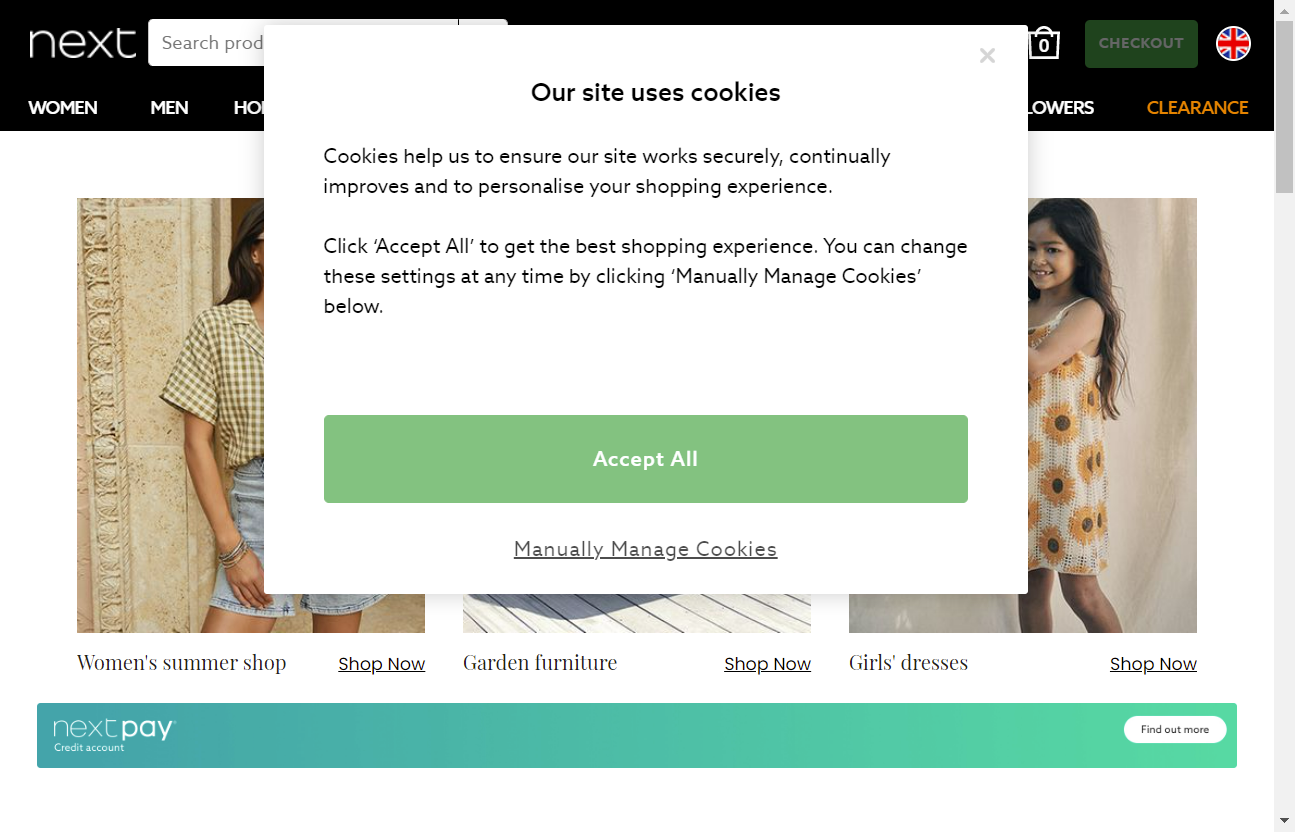 next
Search prod
0
CHECKOUT
WOMEN
MEN
CLEARANCE
Our site uses cookies
Cookies help us to ensure our site works securely, continually
improves and to personalise your shopping experience.
Click ‘Accept All’ to get the best shopping experience. You can change
these settings at any time by clicking ‘Manually Manage Cookies’
below.
Accept All
Manually Manage Cookies
Women's summer shop
Shop Now
Garden furniture
Shop Now
Girls' dresses
Shop Now
nextpay
Credit account
Find out more